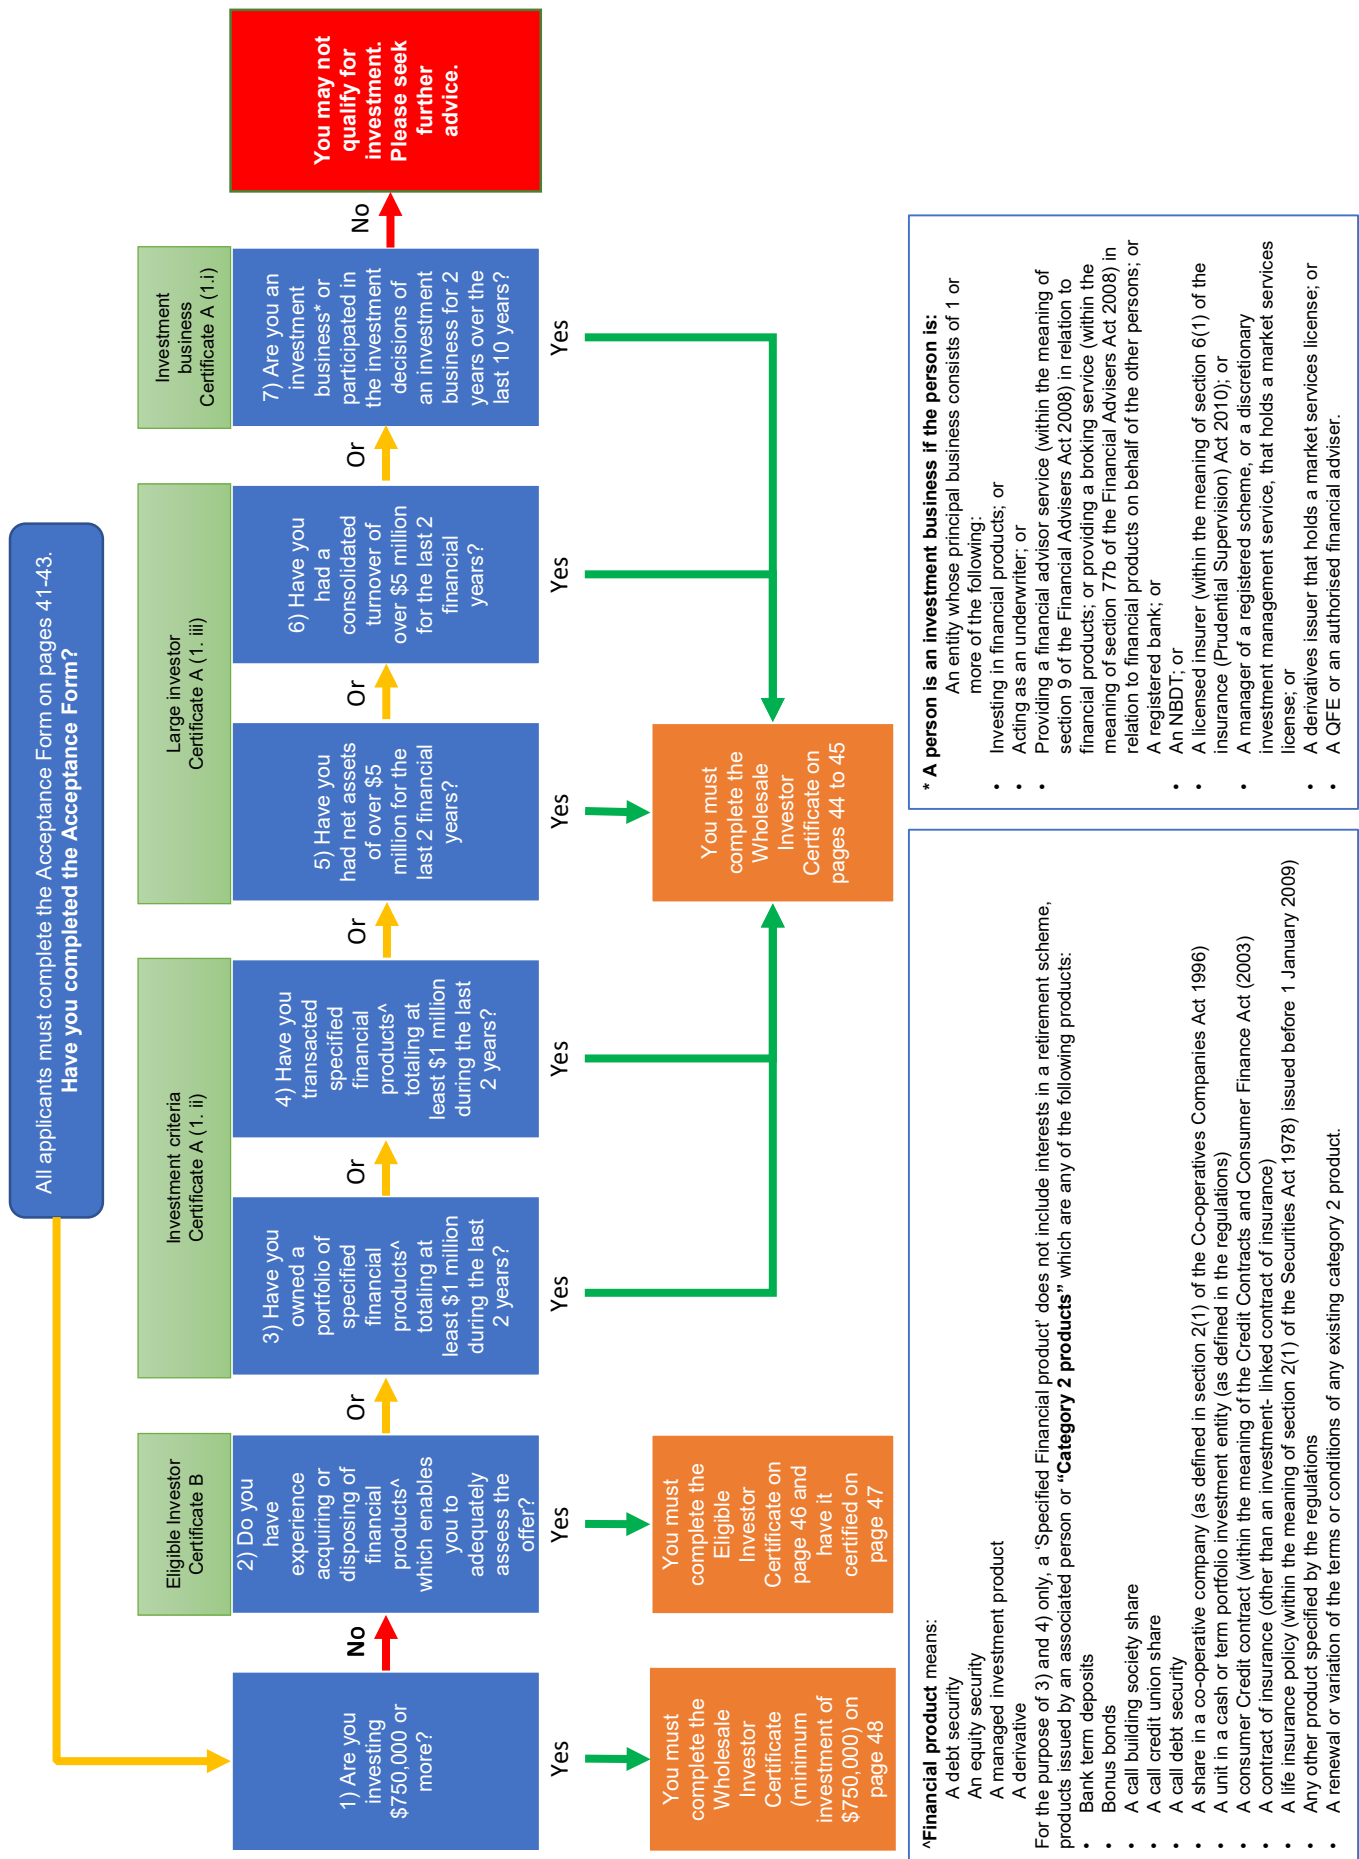 All applicants must complete the Acceptance Form on pages 41-43.
Have you completed the Acceptance Form?
Eligible Investor
Certificate B
Investment criteria
Certificate A (1. ii)
Large investor
Certificate A (1. iii)
Investment
business
Certificate A (1.i)
1) Are you
investing
$750,000 or
more?
No
2) Do you
have
experience
acquiring or
disposing of
financial
products^
which enables
you to
adequately
assess the
offer?
Or
3) Have you
owned a
portfolio of
specified
financial
products^
totaling at
least $1 million
during the last
2 years?
Or
4) Have you
transacted
specified
financial
products^
totaling at
least $1 million
during the last
2 years?
Or
5) Have you
had net assets
of over $5
million for the
last 2 financial
years?
Or
6) Have you
had a
consolidated
turnover of
over $5 million
for the last 2
financial
years?
Or
7) Are you an
investment
business* or
participated in
the investment
decisions of
an investment
business for 2
years over the
last 10 years?
No
You may not
qualify for
investment.
Please seek
further
advice.
Yes
Yes
Yes
Yes
Yes
Yes
Yes
You must
complete the
Wholesale
Investor
Certificate
(minimum
investment of
$750,000) on
page 48
You must
complete the
Eligible
Investor
Certificate on
page 46 and
have it
certified on
page 47
You must
complete the
Wholesale
Investor
Certificate on
pages 44 to 45
^Financial product means:
A debt security
An equity security
A managed investment product
A derivative
For the purpose of 3) and 4) only, a 'Specified Financial product' does not include interests in a retirement scheme,
products issued by an associated person or "Category 2 products" which are any of the following products:
• Bank term deposits
• Bonus bonds
• A call building society share
• A call credit union share
• A call debt security
• A share in a co-operative company (as defined in section 2(1) of the Co-operatives Companies Act 1996)
• A unit in a cash or term portfolio investment entity (as defined in the regulations)
• A consumer Credit contract (within the meaning of the Credit Contracts and Consumer Finance Act (2003)
• A contract of insurance (other than an investment- linked contract of insurance)
• A life insurance policy (within the meaning of section 2(1) of the Securities Act 1978) issued before 1 January 2009)
• Any other product specified by the regulations
• A renewal or variation of the terms or conditions of any existing category 2 product.
* A person is an investment business if the person is:
An entity whose principal business consists of 1 or
more of the following:
• Investing in financial products; or
• Acting as an underwriter; or
• Providing a financial advisor service (within the meaning of
section 9 of the Financial Advisers Act 2008) in relation to
financial products; or providing a broking service (within the
meaning of section 77b of the Financial Advisers Act 2008) in
relation to financial products on behalf of the other persons; or
• A registered bank; or
• An NBDT; or
• A licensed insurer (within the meaning of section 6(1) of the
insurance (Prudential Supervision) Act 2010); or
• A manager of a registered scheme, or a discretionary
investment management service, that holds a market services
license; or
• A derivatives issuer that holds a market services license; or
• A QFE or an authorised financial adviser.